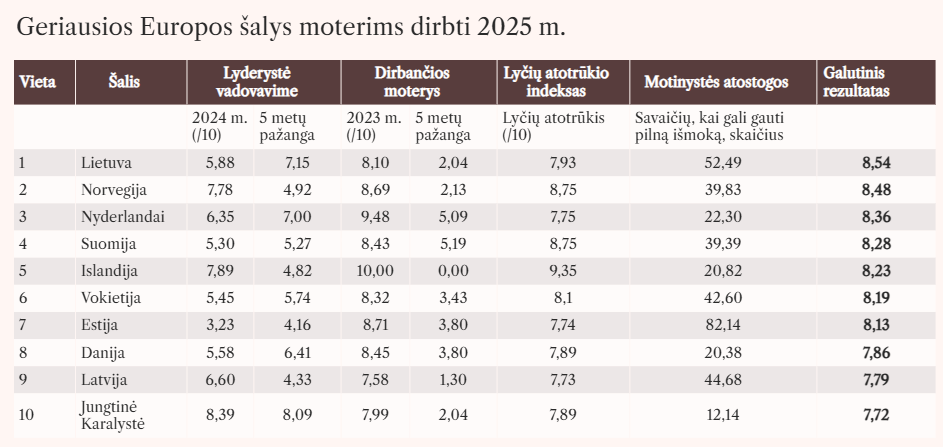 Geriausios Europos šalys moterims dirbti 2025 m.
Vieta Šalis Lyderystė vadovavime Dirbančios moterys Lyčių atotrūkio indeksas Motinystės atostogos Galutinis rezultatas
2024 m. (/10) 5 metų pažanga 2023 m. (/10) 5 metų pažanga Lyčių atotrūkis (/10) Savaičių, kai gali gauti pilną išmoką, skaičius
1 Lietuva 5,88 7,15 8,10 2,04 7,93 52,49 8,54
2 Norvegija 7,78 4,92 8,69 2,13 8,75 39,83 8,48
3 Nyderlandai 6,35 7,00 9,48 5,09 7,75 22,30 8,36
4 Suomija 5,30 5,27 8,43 5,19 8,75 39,39 8,28
5 Islandija 7,89 4,82 10,00 0,00 9,35 20,82 8,23
6 Vokietija 5,45 5,74 8,32 3,43 8,1 42,60 8,19
7 Estija 3,23 4,16 8,71 3,80 7,74 82,14 8,13
8 Danija 5,58 6,41 8,45 3,80 7,89 20,38 7,86
9 Latvija 6,60 4,33 7,58 1,30 7,73 44,68 7,79
10 Jungtinė Karalystė 8,39 8,09 7,99 2,04 7,89 12,14 7,72